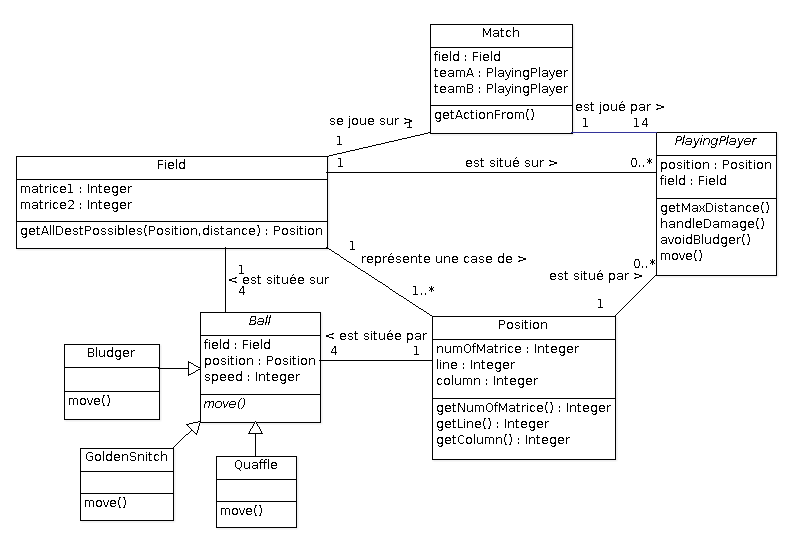 Match
field : Field
teamA : PlayingPlayer
teamB : PlayingPlayer
getActionFrom()
se joue sur >
1
1
est joué par >
1
14
PlayingPlayer
position : Position
field : Field
getMaxDistance()
handleDamage()
avoidBludger()
move()
Field
matrice1 : Integer
matrice2 : Integer
getAllDestPossibles(Position,distance) : Position
1
est situé sur >
0..*
1
représente une case de >
1..*
0..*
est situé par >
1
1
< est située sur
4
Ball
field : Field
position : Position
speed : Integer
move()
< est située par
4
1
Position
numOfMatrice : Integer
line : Integer
column : Integer
getNumOfMatrice() : Integer
getLine() : Integer
getColumn() : Integer
Bludger
move()
GoldenSnitch
move()
Quaffle
move()